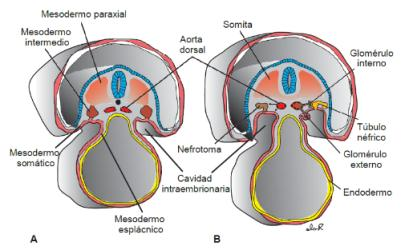 Mesodermo paraxial
Mesodermo
intermedio
Aorta
dorsal
Somita
Glomérulo
interno
Mesodermo
somático
Nefrotoma
Túbulo
néfrico
Glomérulo
externo
Cavidad
intraembrionaria
Endodermo
Mesodermo
esplácnico
A
B